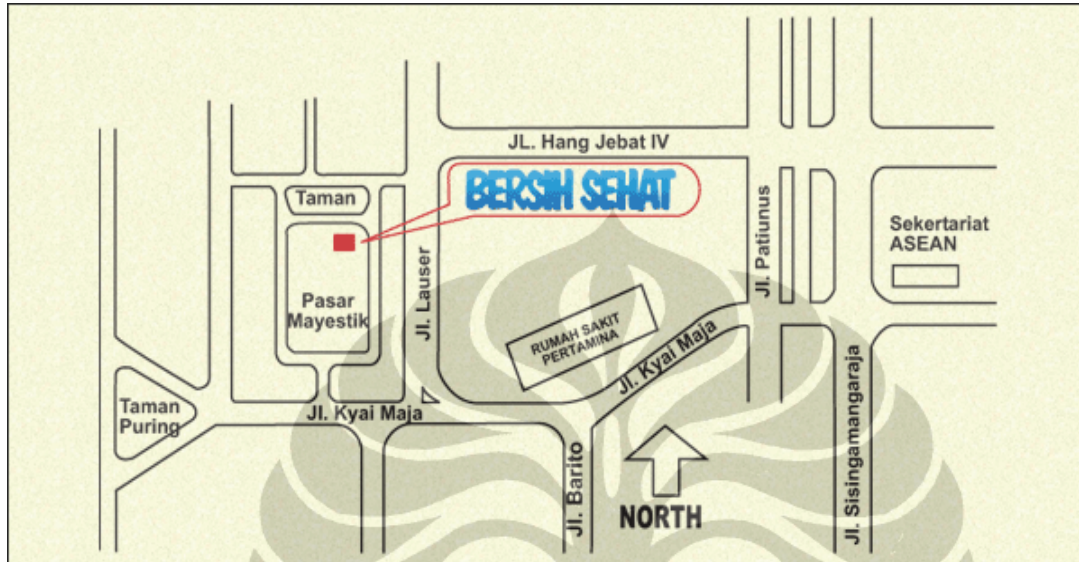 JL. Hang Jebat IV
Taman
BERSIH SEHAT
Jl. Patiunus
Sekertariat
ASEAN
Pasar
Mayestik
Jl. Lauser
RUMAH SAKIT
PERTAMINA
Jl. Kyai Maja
Taman
Puring
Jl. Kyai Maja
Jl. Barito
NORTH
Jl. Sisingamangaraja